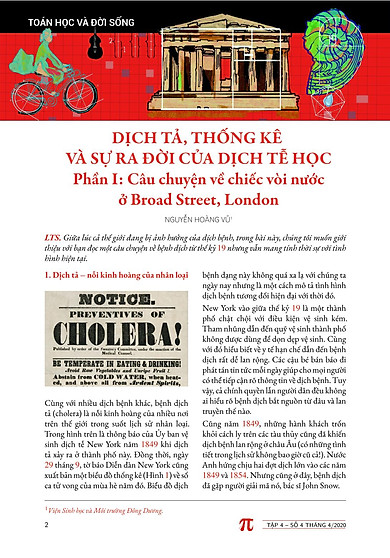 TOÁN HỌC VÀ ĐỜI SỐNG
DỊCH TẢ, THỐNG KÊ
VÀ SỰ RA ĐỜI CỦA DỊCH TỄ HỌC
Phần I: Câu chuyện về chiếc vòi nước
ở Broad Street, London
NGUYỄN HOÀNG VŨ¹
LTS. Giữa lúc cả thế giới đang bị ảnh hưởng của dịch bệnh, trong bài này, chúng tôi muốn giới
thiệu với bạn đọc một câu chuyện về bệnh dịch từ thế kỷ 19 nhưng vẫn mang tính thời sự với tình
hình hiện tại.
1. Dịch tả – nỗi kinh hoàng của nhân loại
NOTICE.
PREVENTIVES OF
CHOLERA!
Published by order of the Sanatory Committee, under the sanction of the
Medical Counsel.
BE TEMPERATE IN EATING & DRINKING!
Avoid Raw Vegetables and Unripe Fruit!
Abstain from COLD WATER, when heat-
ed, and above all from Ardent Spirits,
Cùng với nhiều dịch bệnh khác, bệnh dịch
tả (cholera) là nỗi kinh hoàng của nhiều nơi
trên thế giới trong suốt lịch sử nhân loại.
Trong hình trên là thông báo của Ủy ban vệ
sinh dịch tễ New York năm 1849 khi dịch
tả xảy ra ở thành phố này. Đồng thời, ngày
29 tháng 9, tờ báo Diễn đàn New York cũng
xuất bản một biểu đồ thống kê (Hình 1) về số
ca tử vong của mùa hè năm đó. Biểu đồ dịch
bệnh dạng này không quá xa lạ với chúng ta
ngày nay nhưng là một cách mô tả tình hình
dịch bệnh tương đối hiện đại với thời đó.
New York vào giữa thế kỷ 19 là một thành
phố chật chội với điều kiện vệ sinh kém.
Tham nhũng dẫn đến quỹ vệ sinh thành phố
không được dùng để dọn dẹp vệ sinh. Cùng
với đó hiểu biết về y tế hạn chế dẫn đến bệnh
dịch rất dễ lan rộng. Các cậu bé bán báo đi
phát tán tin tức mỗi ngày giúp cho mọi người
có thể tiếp cận rõ thông tin về dịch bệnh. Tuy
vậy, cả chính quyền lẫn người dân đều không
ai hiểu rõ bệnh dịch bắt nguồn từ đâu và lan
truyền thế nào.
Cũng năm 1849, những hành khách trốn
khỏi cách ly trên các tàu thủy cũng đã khiến
dịch bệnh lan rộng ở châu Âu (có những tình
tiết trong lịch sử không bao giờ cũ cả!). Nước
Anh hứng chịu hai đợt dịch lớn vào các năm
1849 và 1854. Nhưng cũng ở đây, bệnh dịch
đã gặp người giải mã nó, bác sĩ John Snow.
¹ Viện Sinh học và Môi trường Đông Dương.
2
π
TẬP 4 – SỐ 4 THÁNG 4/2020